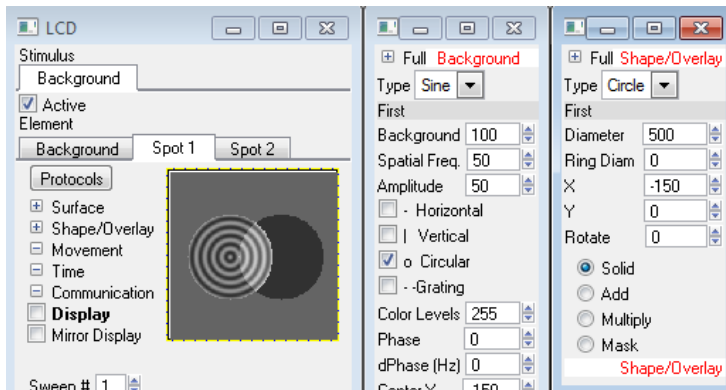 LCD
Stimulus
Background
Active
Element
Background Spot 1 Spot 2
Protocols
Surface
Shape/Overlay
Movement
Time
Communication
Display
Mirror Display
Sweep # 1
Full Background
Type Sine
First
Background 100
Spatial Freq. 50
Amplitude 50
- Horizontal
| Vertical
o Circular
- -Grating
Color Levels 255
Phase 0
dPhase (Hz) 0
Center X -150
Full Shape/Overlay
Type Circle
First
Diameter 500
Ring Diam 0
X -150
Y 0
Rotate 0
Solid
Add
Multiply
Mask
Shape/Overlay